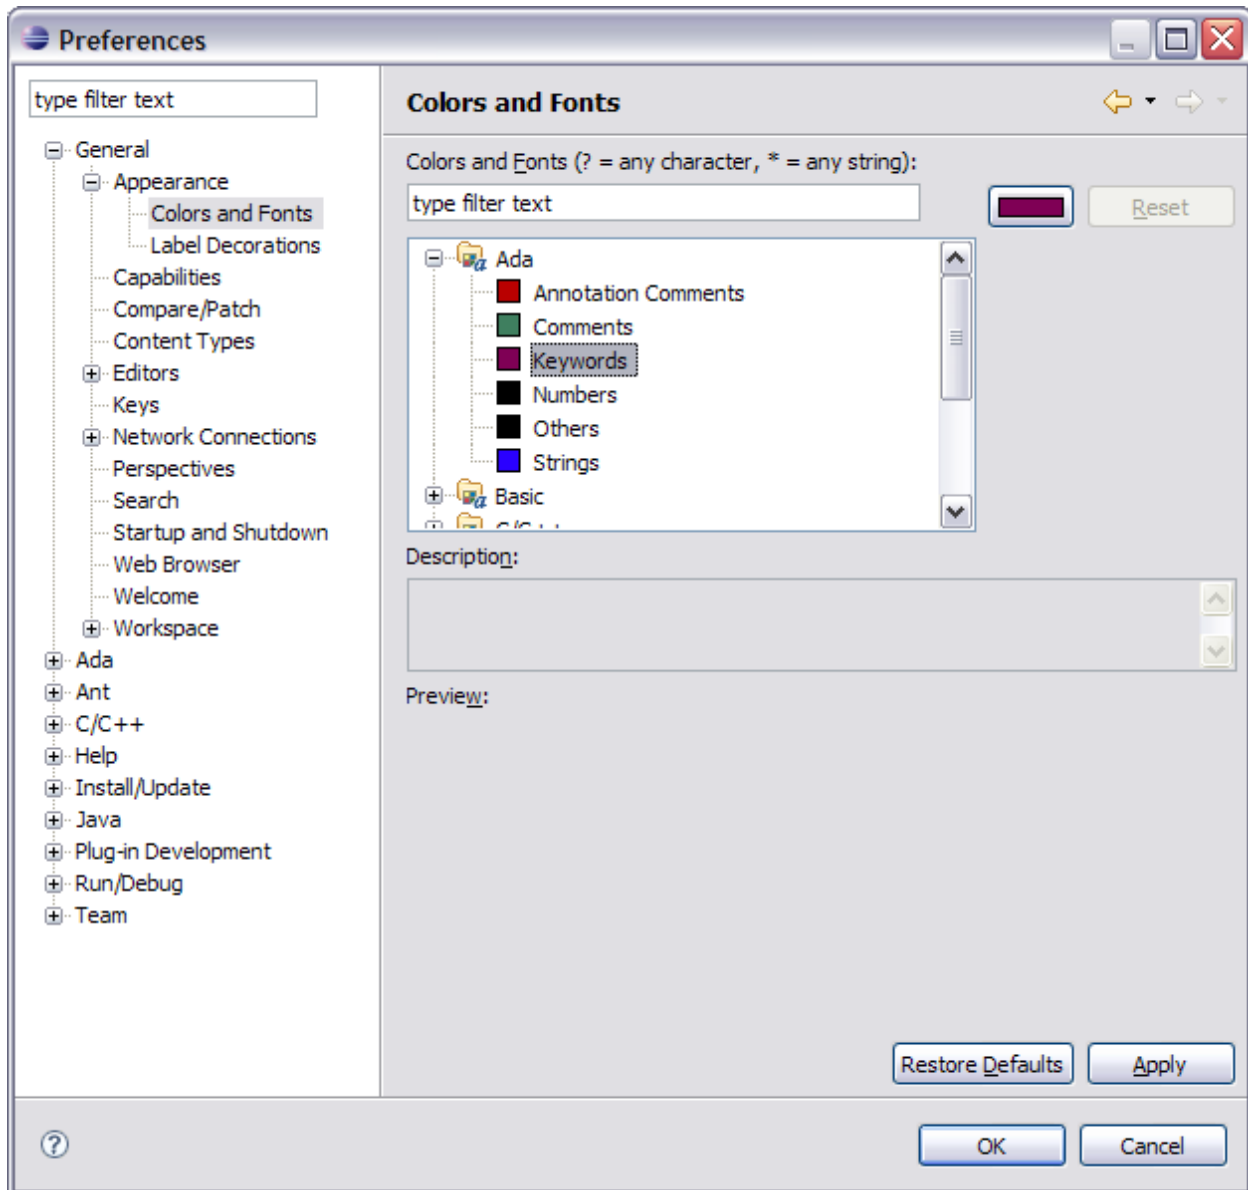 Preferences
type filter text
General
Appearance
Colors and Fonts
Label Decorations
Capabilities
Compare/Patch
Content Types
Editors
Keys
Network Connections
Perspectives
Search
Startup and Shutdown
Web Browser
Welcome
Workspace
Ada
Ant
C/C++
Help
Install/Update
Java
Plug-in Development
Run/Debug
Team
Colors and Fonts
Colors and Fonts (? = any character, * = any string):
type filter text
Reset
Ada
Annotation Comments
Comments
Keywords
Numbers
Others
Strings
Basic
C/C++
Description:
Preview:
Restore Defaults
Apply
OK
Cancel